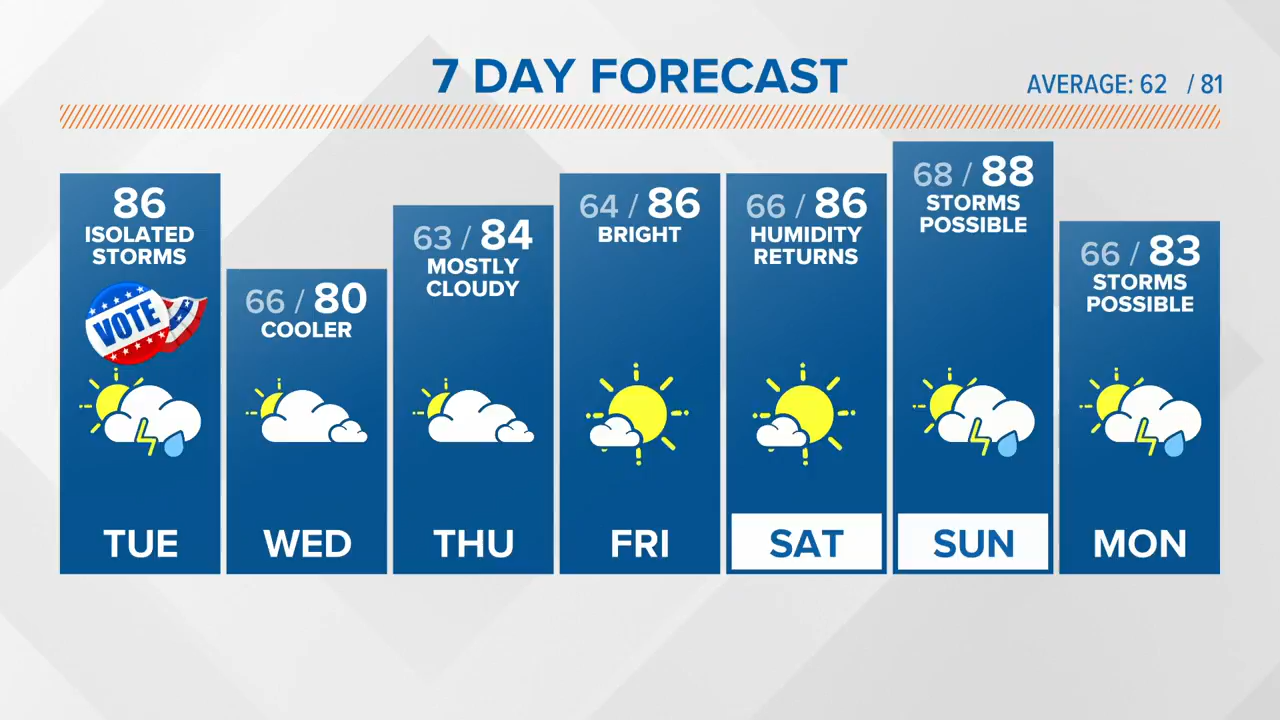 7 DAY FORECAST
AVERAGE: 62 / 81
86
ISOLATED
STORMS
VOTE
TUE
66 / 80
COOLER
WED
63 / 84
MOSTLY
CLOUDY
THU
64 / 86
BRIGHT
FRI
66 / 86
HUMIDITY
RETURNS
SAT
68 / 88
STORMS
POSSIBLE
SUN
66 / 83
STORMS
POSSIBLE
MON